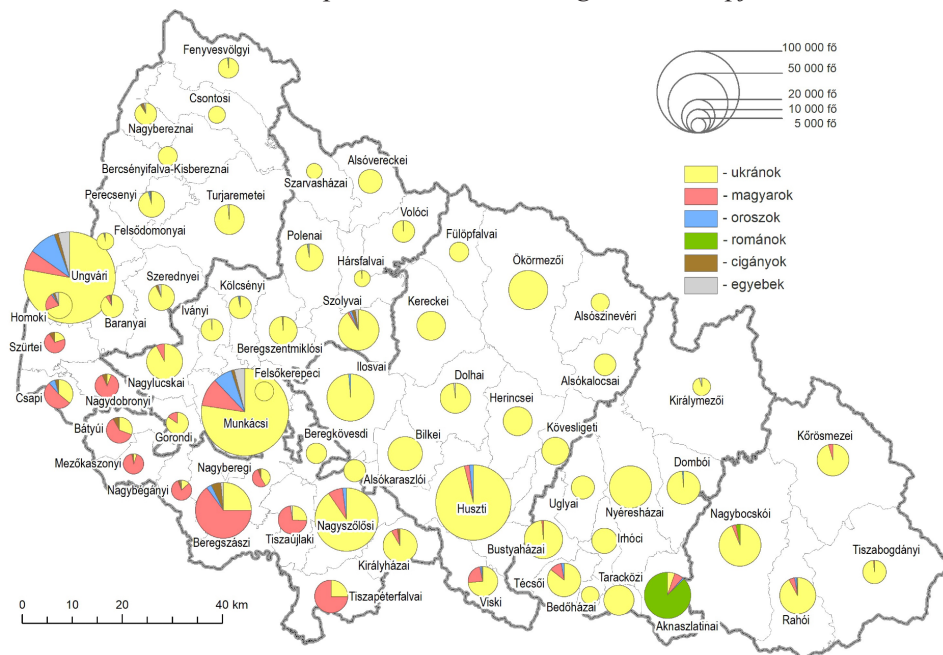 Fenyvesvölgyi
100 000 fő
50 000 fő
20 000 fő
10 000 fő
5 000 fő
Csontosi
Nagybereznai
Bercsényifalva-Kisbereznai
Szarvasházai
Alsóvereckei
- ukránok
- magyarok
- oroszok
- románok
- cigányok
- egyebek
Perecsenyi
Turjaremetei
Volóci
Fülöpfalvai
Felsődomonyai
Polenai
Ökörmezői
Ungvári
Szerednyei
Hársfalvai
Kölcsényi
Szolyvai
Kereckei
Alsószinevéri
Homoki
Baranyai
Iványi
Szürtei
Beregszentmiklósi
Nagylucskai
Felsőkerepeci
Ilosvai
Alsókalocsai
Csapi
Nagydobronyi
Dolhai
Királymezői
Munkácsi
Herincsei
Bátyúi
Gorondi
Beregkövesdi
Bilkei
Kövesligeti
Kőrösmezei
Mezőkaszonyi
Nagyberegi
Alsókaraszlói
Dombói
Nagybégányi
Huszti
Uglyai
Nyéresházai
Nagybocskói
Beregszászi
Tiszaújlaki
Nagyszőlősi
Bustyaházai
Irhóci
Tiszabogdányi
Királyházai
Técsői
Taracközi
Viski
Bedőházai
Tiszapéterfalvai
Aknaszlatinai
Rahói
0 10 20 40 km